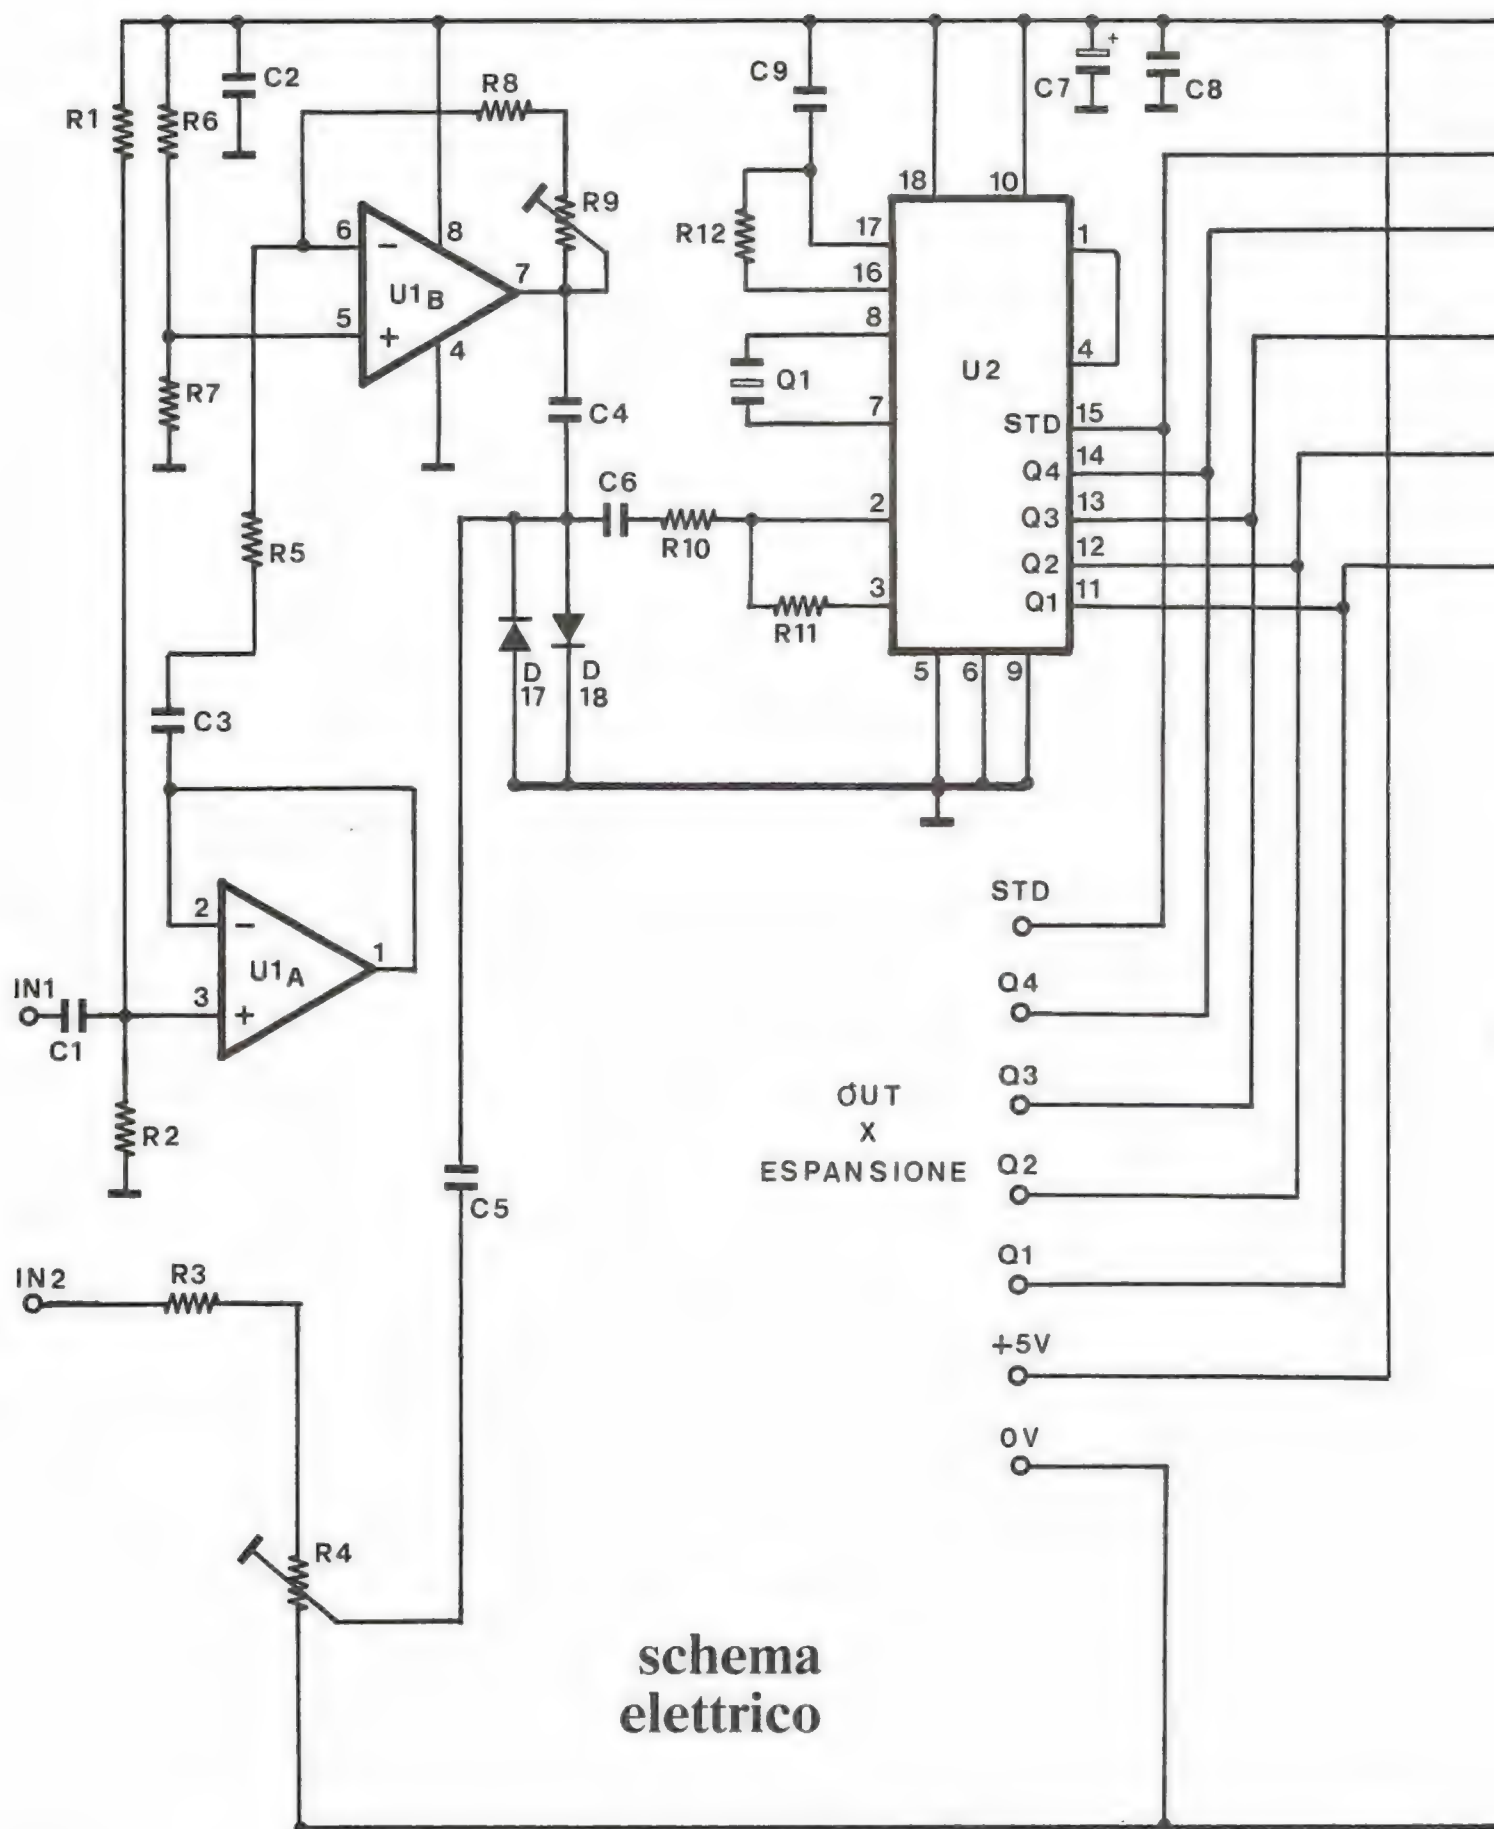 C2
R8
C9
+
C7
C8
R1
R6
18
10
R9
6
−
8
17
1
R12
7
16
U1B
5
+
8
4
U2
4
Q1
R7
7
STD
15
C4
Q4
14
C6
2
Q3
13
R5
R10
Q2
12
3
Q1
11
R11
D
17
D
18
5
6
9
C3
STD
2
−
1
U1A
Q4
IN1
3
+
C1
Q3
OUT
X
ESPANSIONE
R2
Q2
C5
Q1
IN2
R3
+5V
0V
R4
schema
elettrico